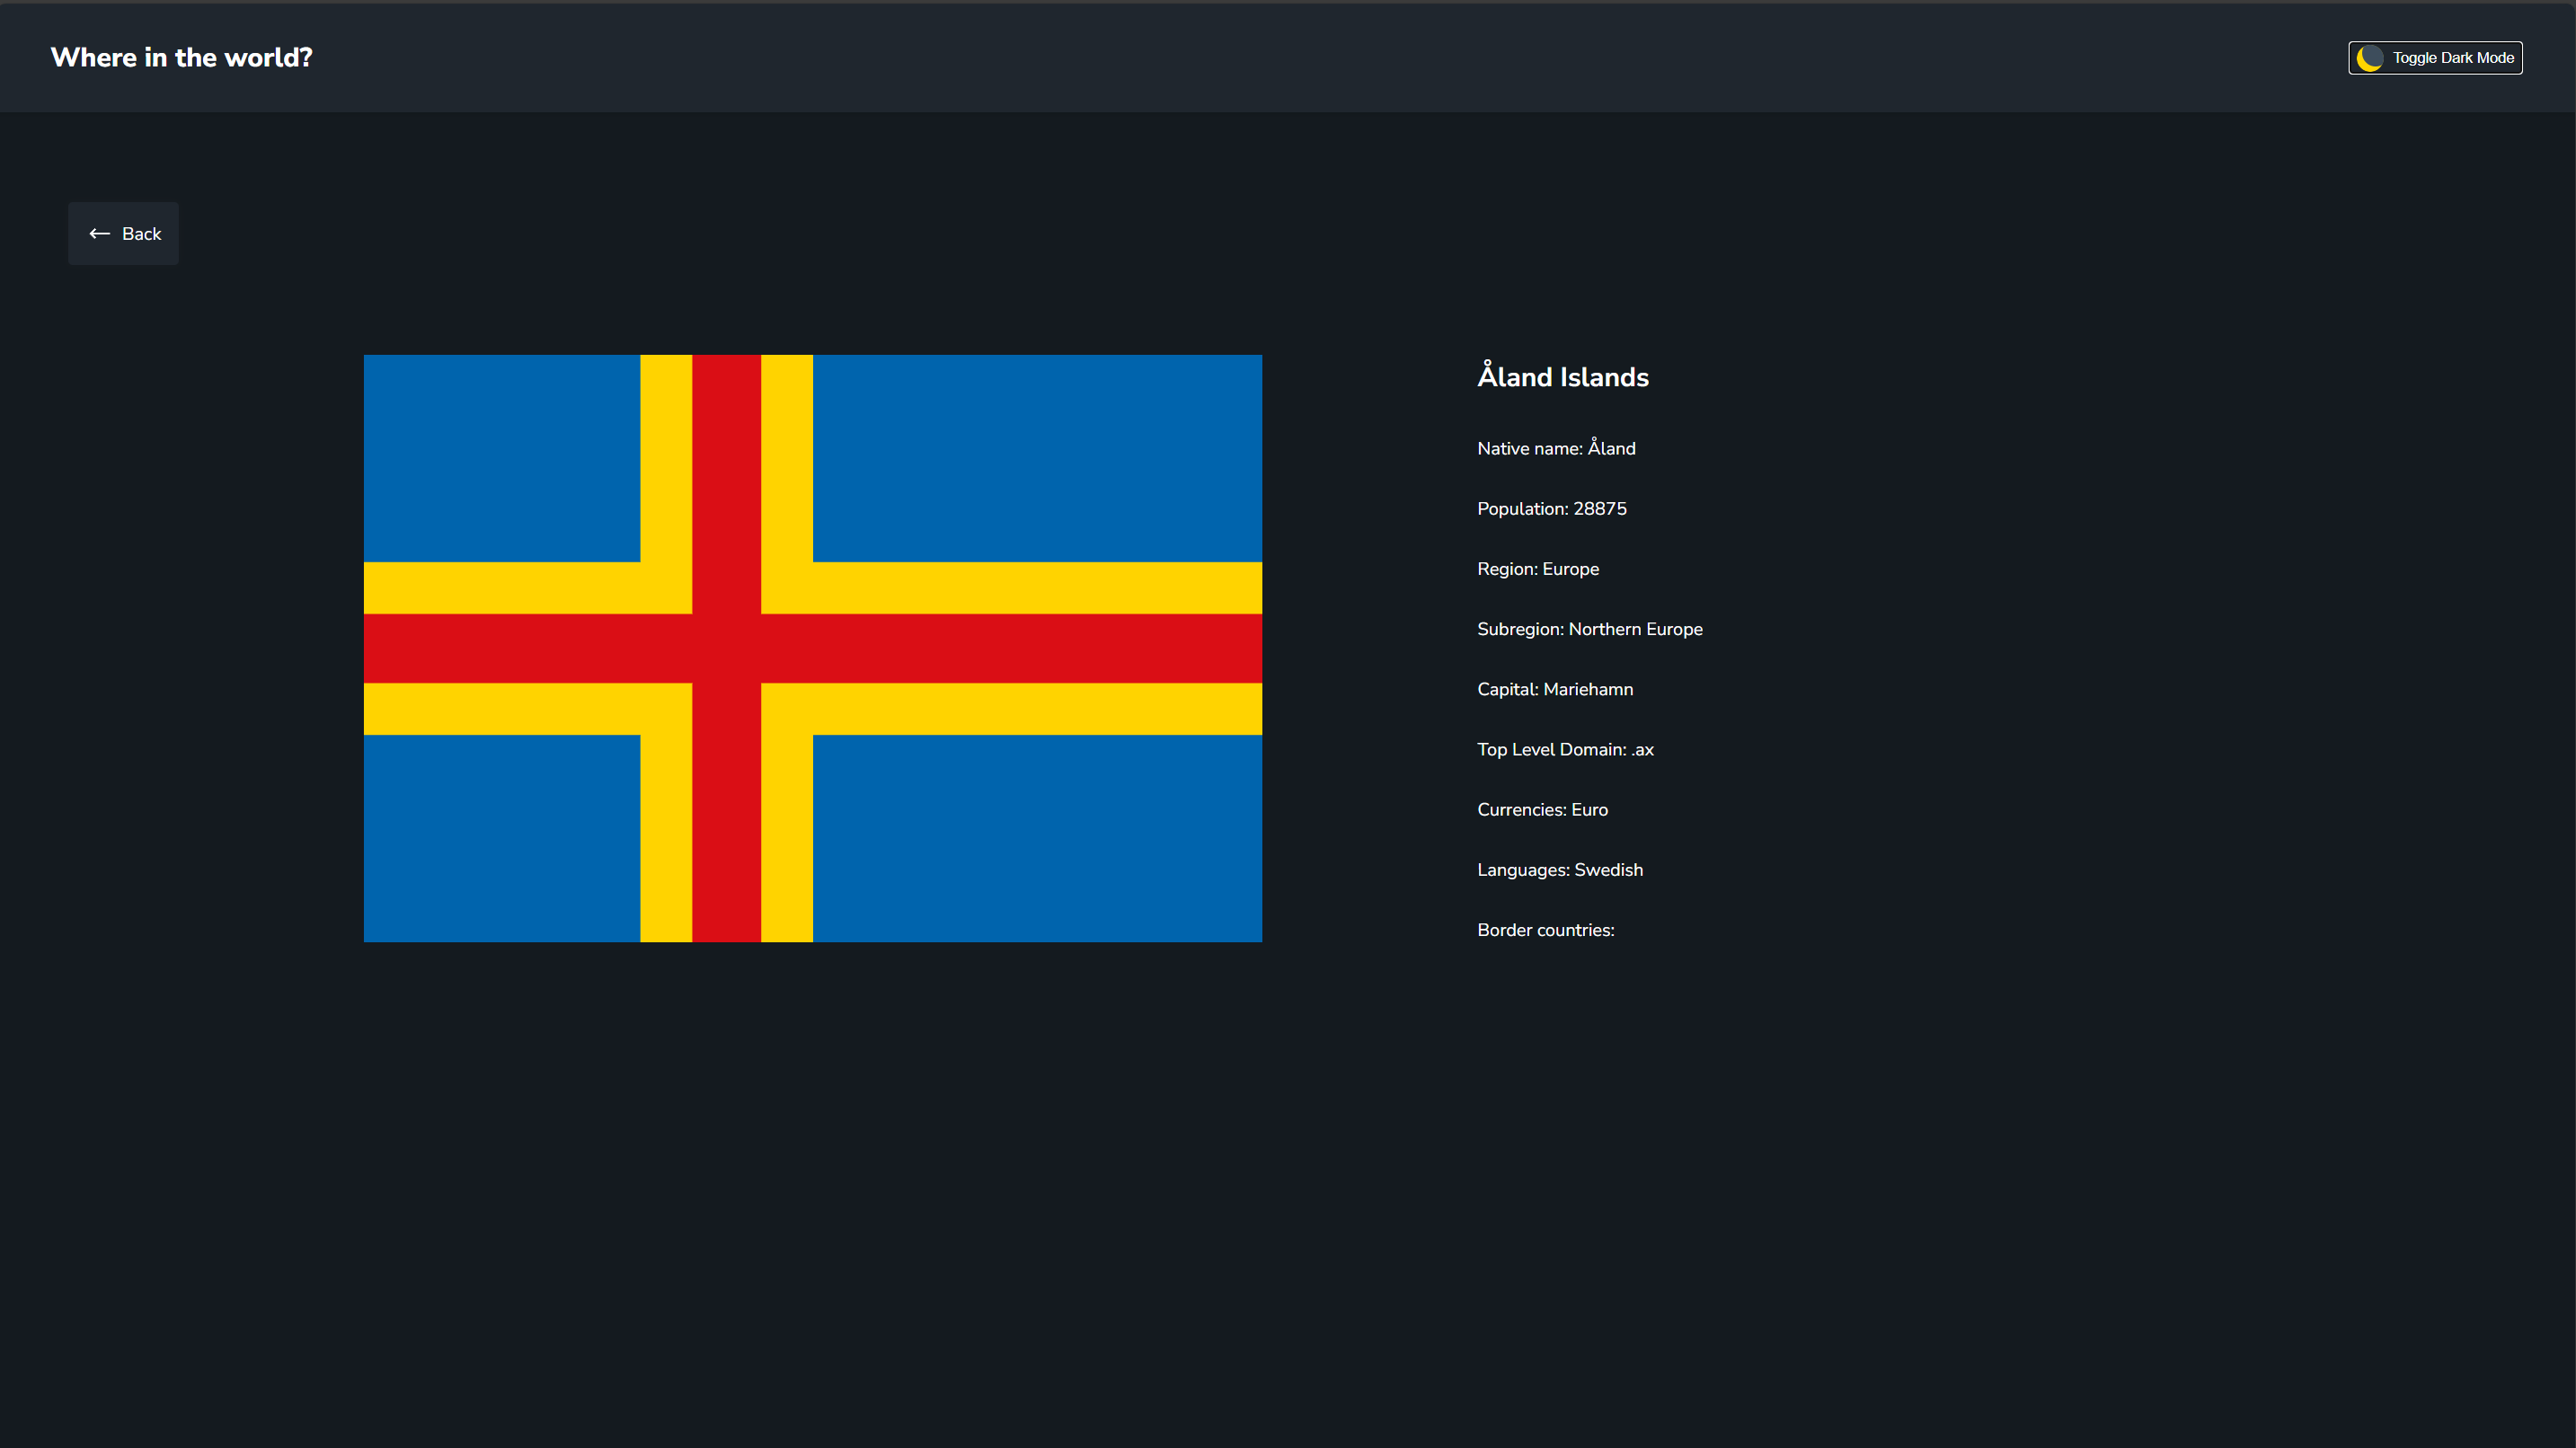 Where in the world?
Toggle Dark Mode
Back
Åland Islands
Native name: Åland
Population: 28875
Region: Europe
Subregion: Northern Europe
Capital: Mariehamn
Top Level Domain: .ax
Currencies: Euro
Languages: Swedish
Border countries: